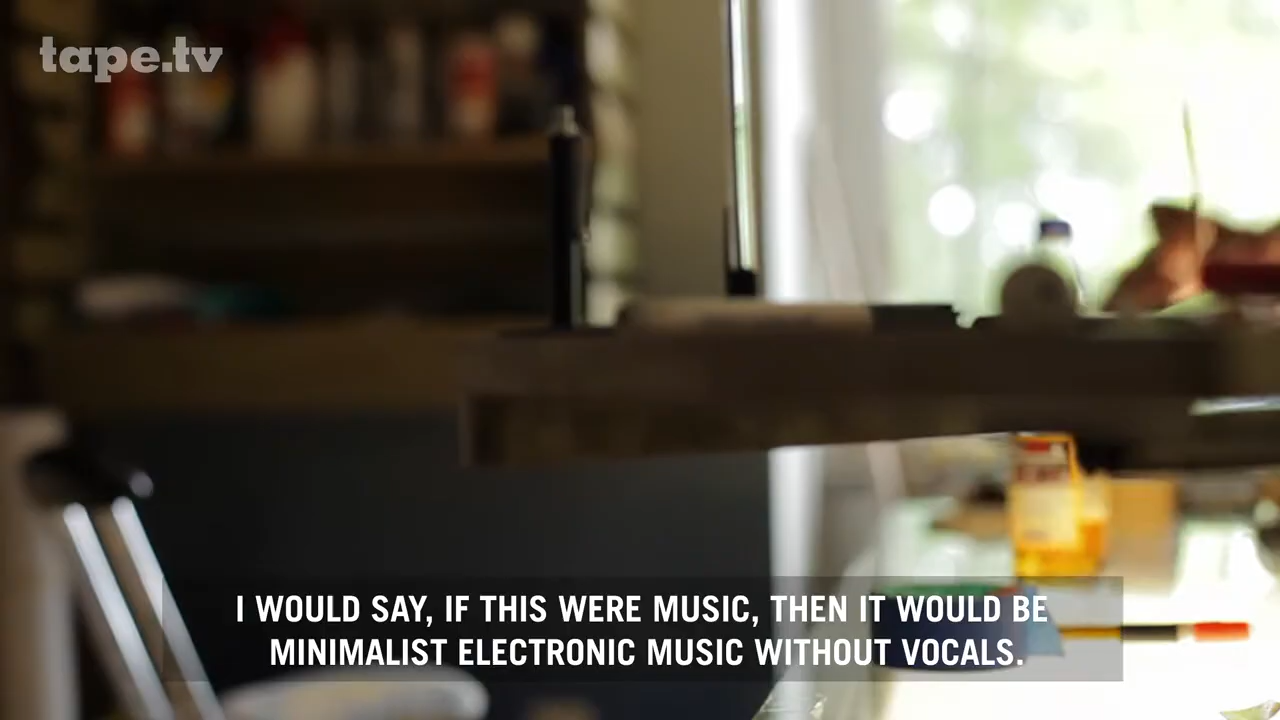 tape.tv
I WOULD SAY, IF THIS WERE MUSIC, THEN IT WOULD BE
MINIMALIST ELECTRONIC MUSIC WITHOUT VOCALS.